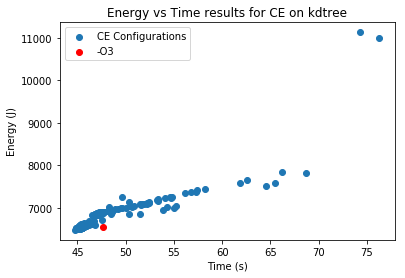 Energy vs Time results for CE on kdtree
CE Configurations
-O3
11000
10000
9000
8000
7000
Energy (J)
45 50 55 60 65 70 75
Time (s)